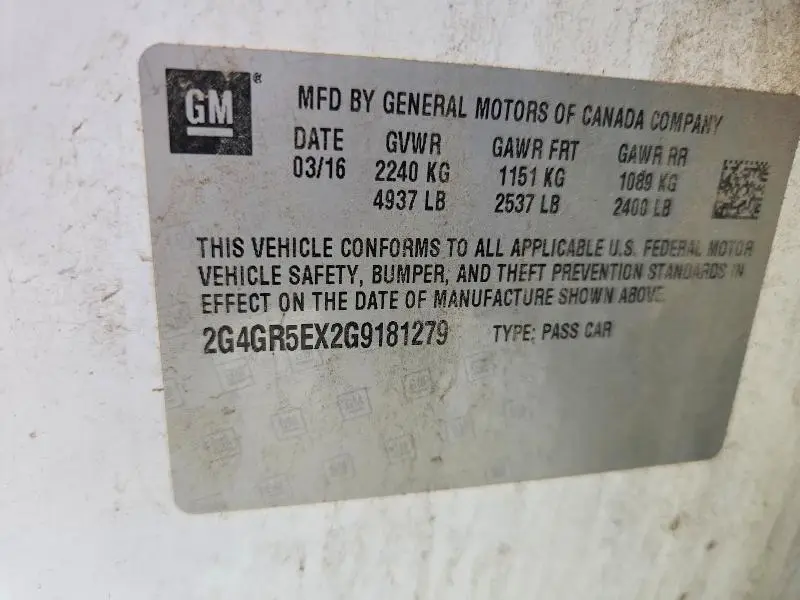 GM®
MFD BY GENERAL MOTORS OF CANADA COMPANY
DATE GVWR GAWR FRT GAWR RR
03/16 2240 KG 1151 KG 1089 KG
4937 LB 2537 LB 2400 LB
THIS VEHICLE CONFORMS TO ALL APPLICABLE U.S. FEDERAL MOTOR
VEHICLE SAFETY, BUMPER, AND THEFT PREVENTION STANDARDS IN
EFFECT ON THE DATE OF MANUFACTURE SHOWN ABOVE.
2G4GR5EX2G9181279 TYPE: PASS CAR